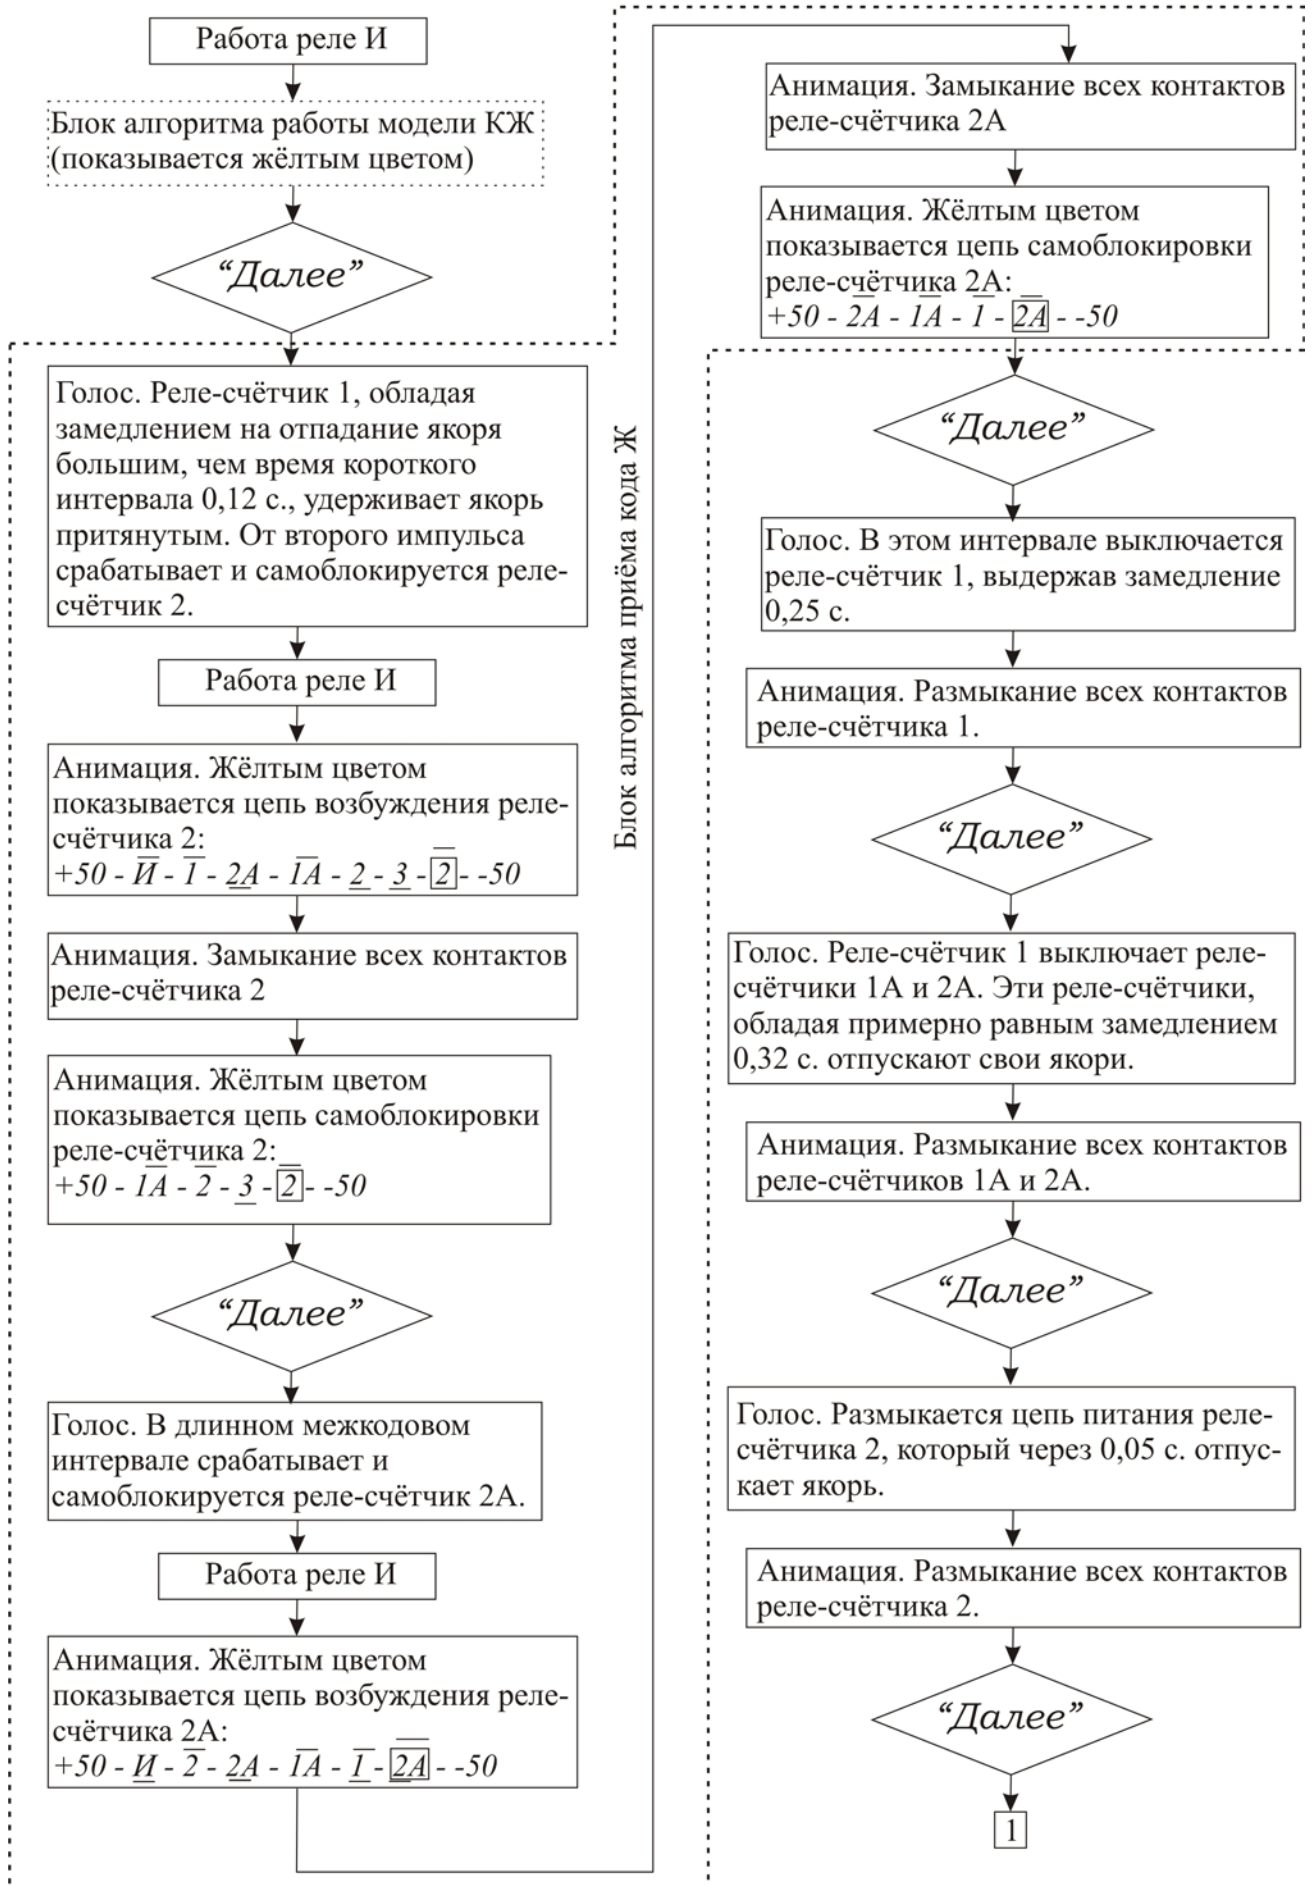 Работа реле И
Блок алгоритма работы модели КЖ
(показывается жёлтым цветом)
“Далее”
Голос. Реле-счётчик 1, обладая
замедлением на отпадание якоря
большим, чем время короткого
интервала 0,12 с., удерживает якорь
притянутым. От второго импульса
срабатывает и самоблокируется реле-
счётчик 2.
Работа реле И
Анимация. Жёлтым цветом
показывается цепь возбуждения реле-
счётчика 2:
+50 - И - 1 - 2А - 1А - 2 - 3 - 2 - -50
Анимация. Замыкание всех контактов
реле-счётчика 2
Анимация. Жёлтым цветом
показывается цепь самоблокировки
реле-счётчика 2:
+50 - 1А - 2 - 3 - 2 - -50
“Далее”
Голос. В длинном межкодовом
интервале срабатывает и
самоблокируется реле-счётчик 2А.
Работа реле И
Анимация. Жёлтым цветом
показывается цепь возбуждения реле-
счётчика 2А:
+50 - И - 2 - 2А - 1А - 1 - 2А - -50
Блок алгоритма приёма кода Ж
Анимация. Замыкание всех контактов
реле-счётчика 2А
Анимация. Жёлтым цветом
показывается цепь самоблокировки
реле-счётчика 2А:
+50 - 2А - 1А - 1 - 2А - -50
“Далее”
Голос. В этом интервале выключается
реле-счётчик 1, выдержав замедление
0,25 с.
Анимация. Размыкание всех контактов
реле-счётчика 1.
“Далее”
Голос. Реле-счётчик 1 выключает реле-
счётчики 1А и 2А. Эти реле-счётчики,
обладая примерно равным замедлением
0,32 с. отпускают свои якори.
Анимация. Размыкание всех контактов
реле-счётчиков 1А и 2А.
“Далее”
Голос. Размыкается цепь питания реле-
счётчика 2, который через 0,05 с. отпус-
кает якорь.
Анимация. Размыкание всех контактов
реле-счётчика 2.
“Далее”
1